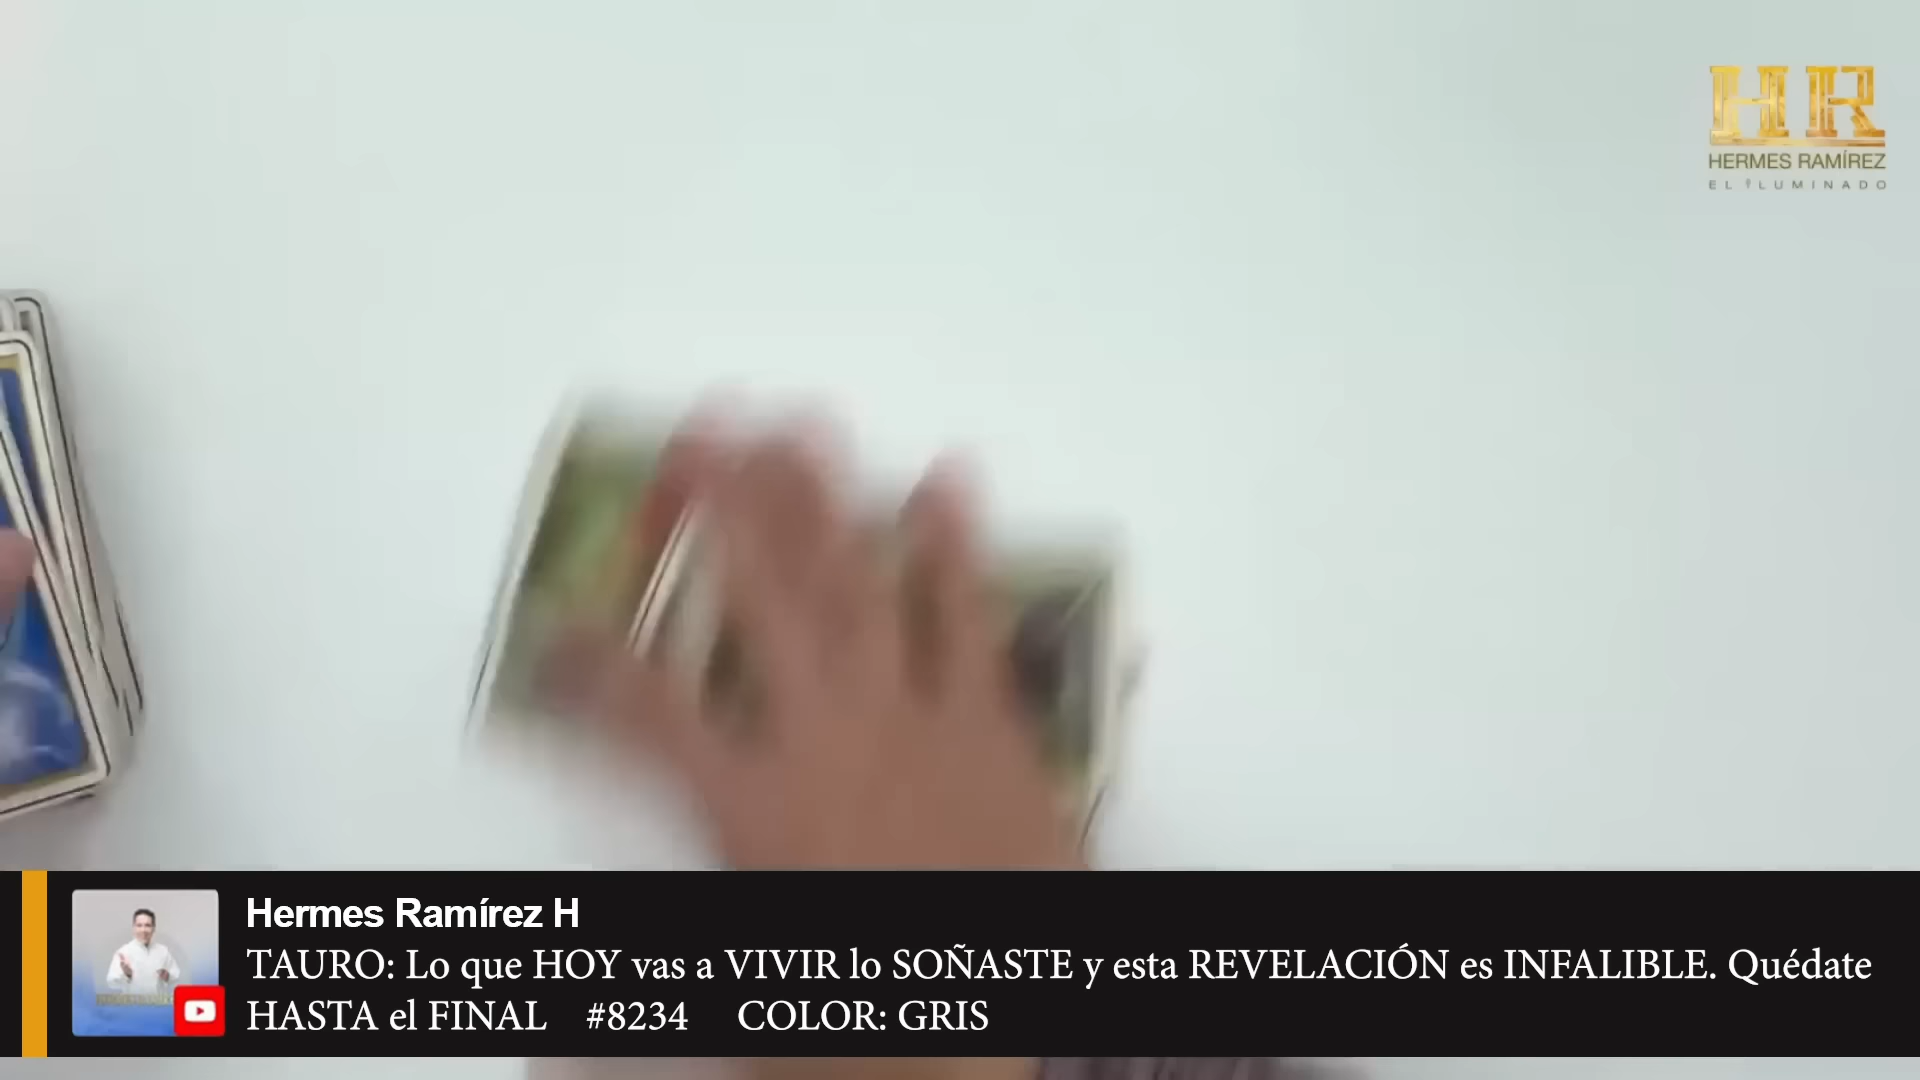 HR
HERMES RAMÍREZ
EL ILUMINADO
Hermes Ramírez H
TAURO: Lo que HOY vas a VIVIR lo SOÑASTE y esta REVELACIÓN es INFALIBLE. Quédate
HASTA el FINAL #8234 COLOR: GRIS